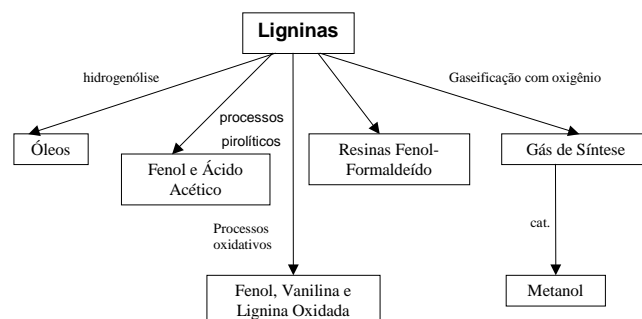 Ligninas
hidrogenólise
Gaseificação com oxigênio
processos
pirolíticos
Óleos
Fenol e Ácido
Acético
Resinas Fenol-
Formaldeído
Gás de Síntese
Processos
oxidativos
cat.
Fenol, Vanilina e
Lignina Oxidada
Metanol